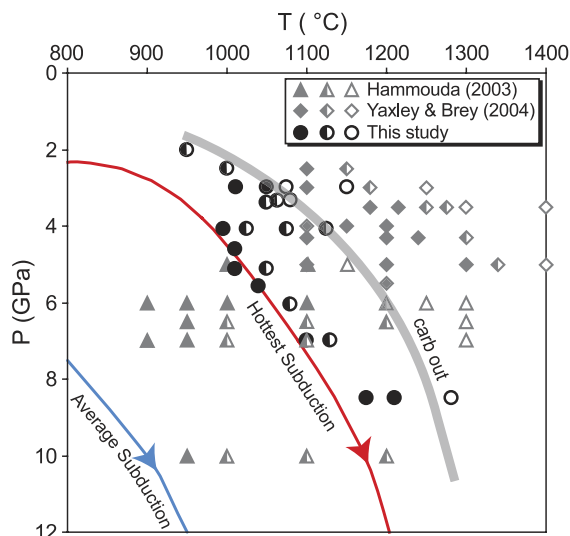 T ( °C)
800 900 1000 1100 1200 1300 1400
0
2
4
6
8
10
12
P (GPa)
Hammouda (2003)
Yaxley & Brey (2004)
This study
carb out
Hottest Subduction
Average Subduction